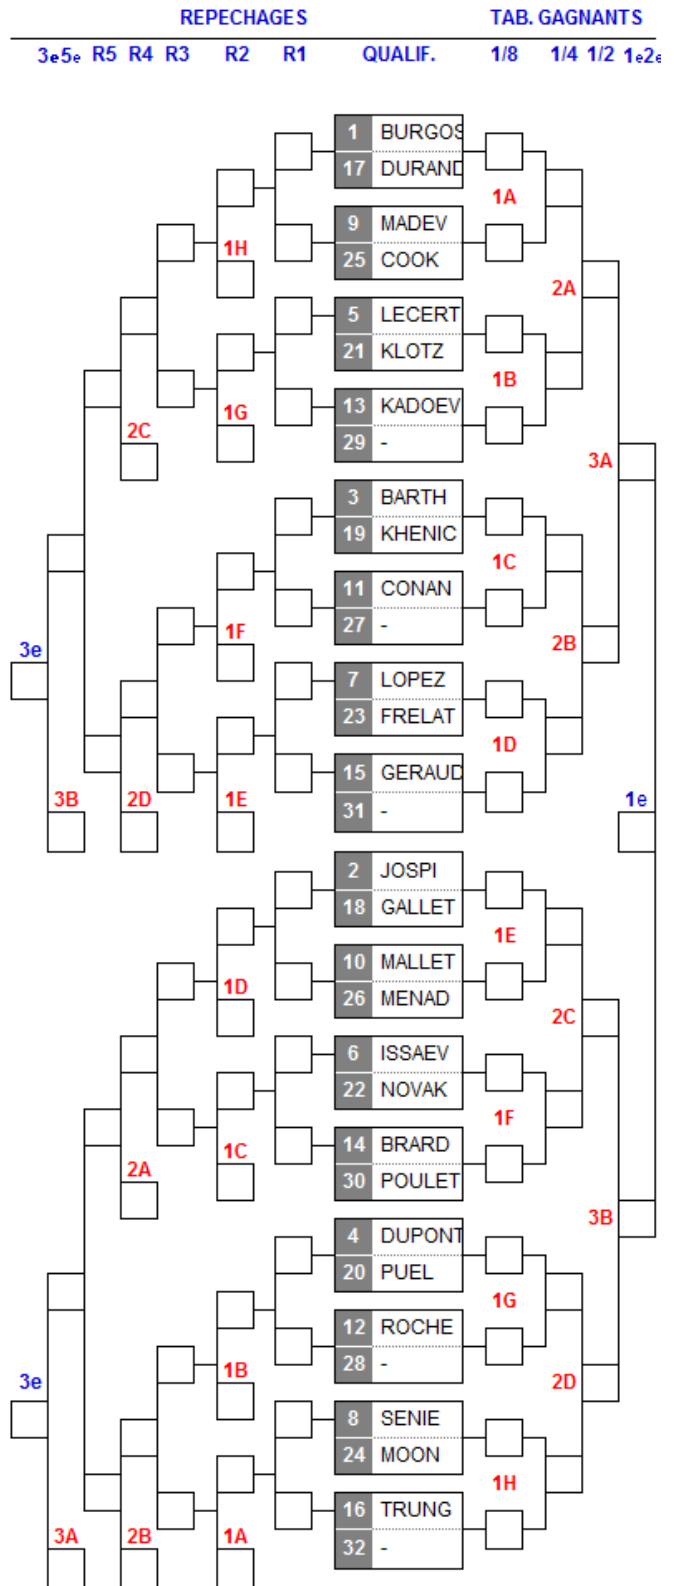 REPECHAGES TAB. GAGNANTS
3e5e R5 R4 R3 R2 R1 QUALIF. 1/8 1/4 1/2 1e2e
1 BURGOS
17 DURAND
1A
9 MADEV
1H
25 COOK
2A
5 LECERT
21 KLOTZ
1B
13 KADOEV
1G
2C
29 -
3A
3 BARTH
19 KHENIC
1C
11 CONAN
27 -
1F
2B
3e
7 LOPEZ
23 FRELAT
1D
15 GERAUD
3B 2D 1E
1e
31 -
2 JOSPI
18 GALLET
1E
10 MALLET
1D
26 MENAD
2C
6 ISSAEV
22 NOVAK
1F
14 BRARD
1C
2A
30 POULET
3B
4 DUPONT
20 PUEL
1G
12 ROCHE
28 -
1B
3e
2D
8 SENIE
24 MOON
1H
16 TRUNG
3A 2B 1A
32 -